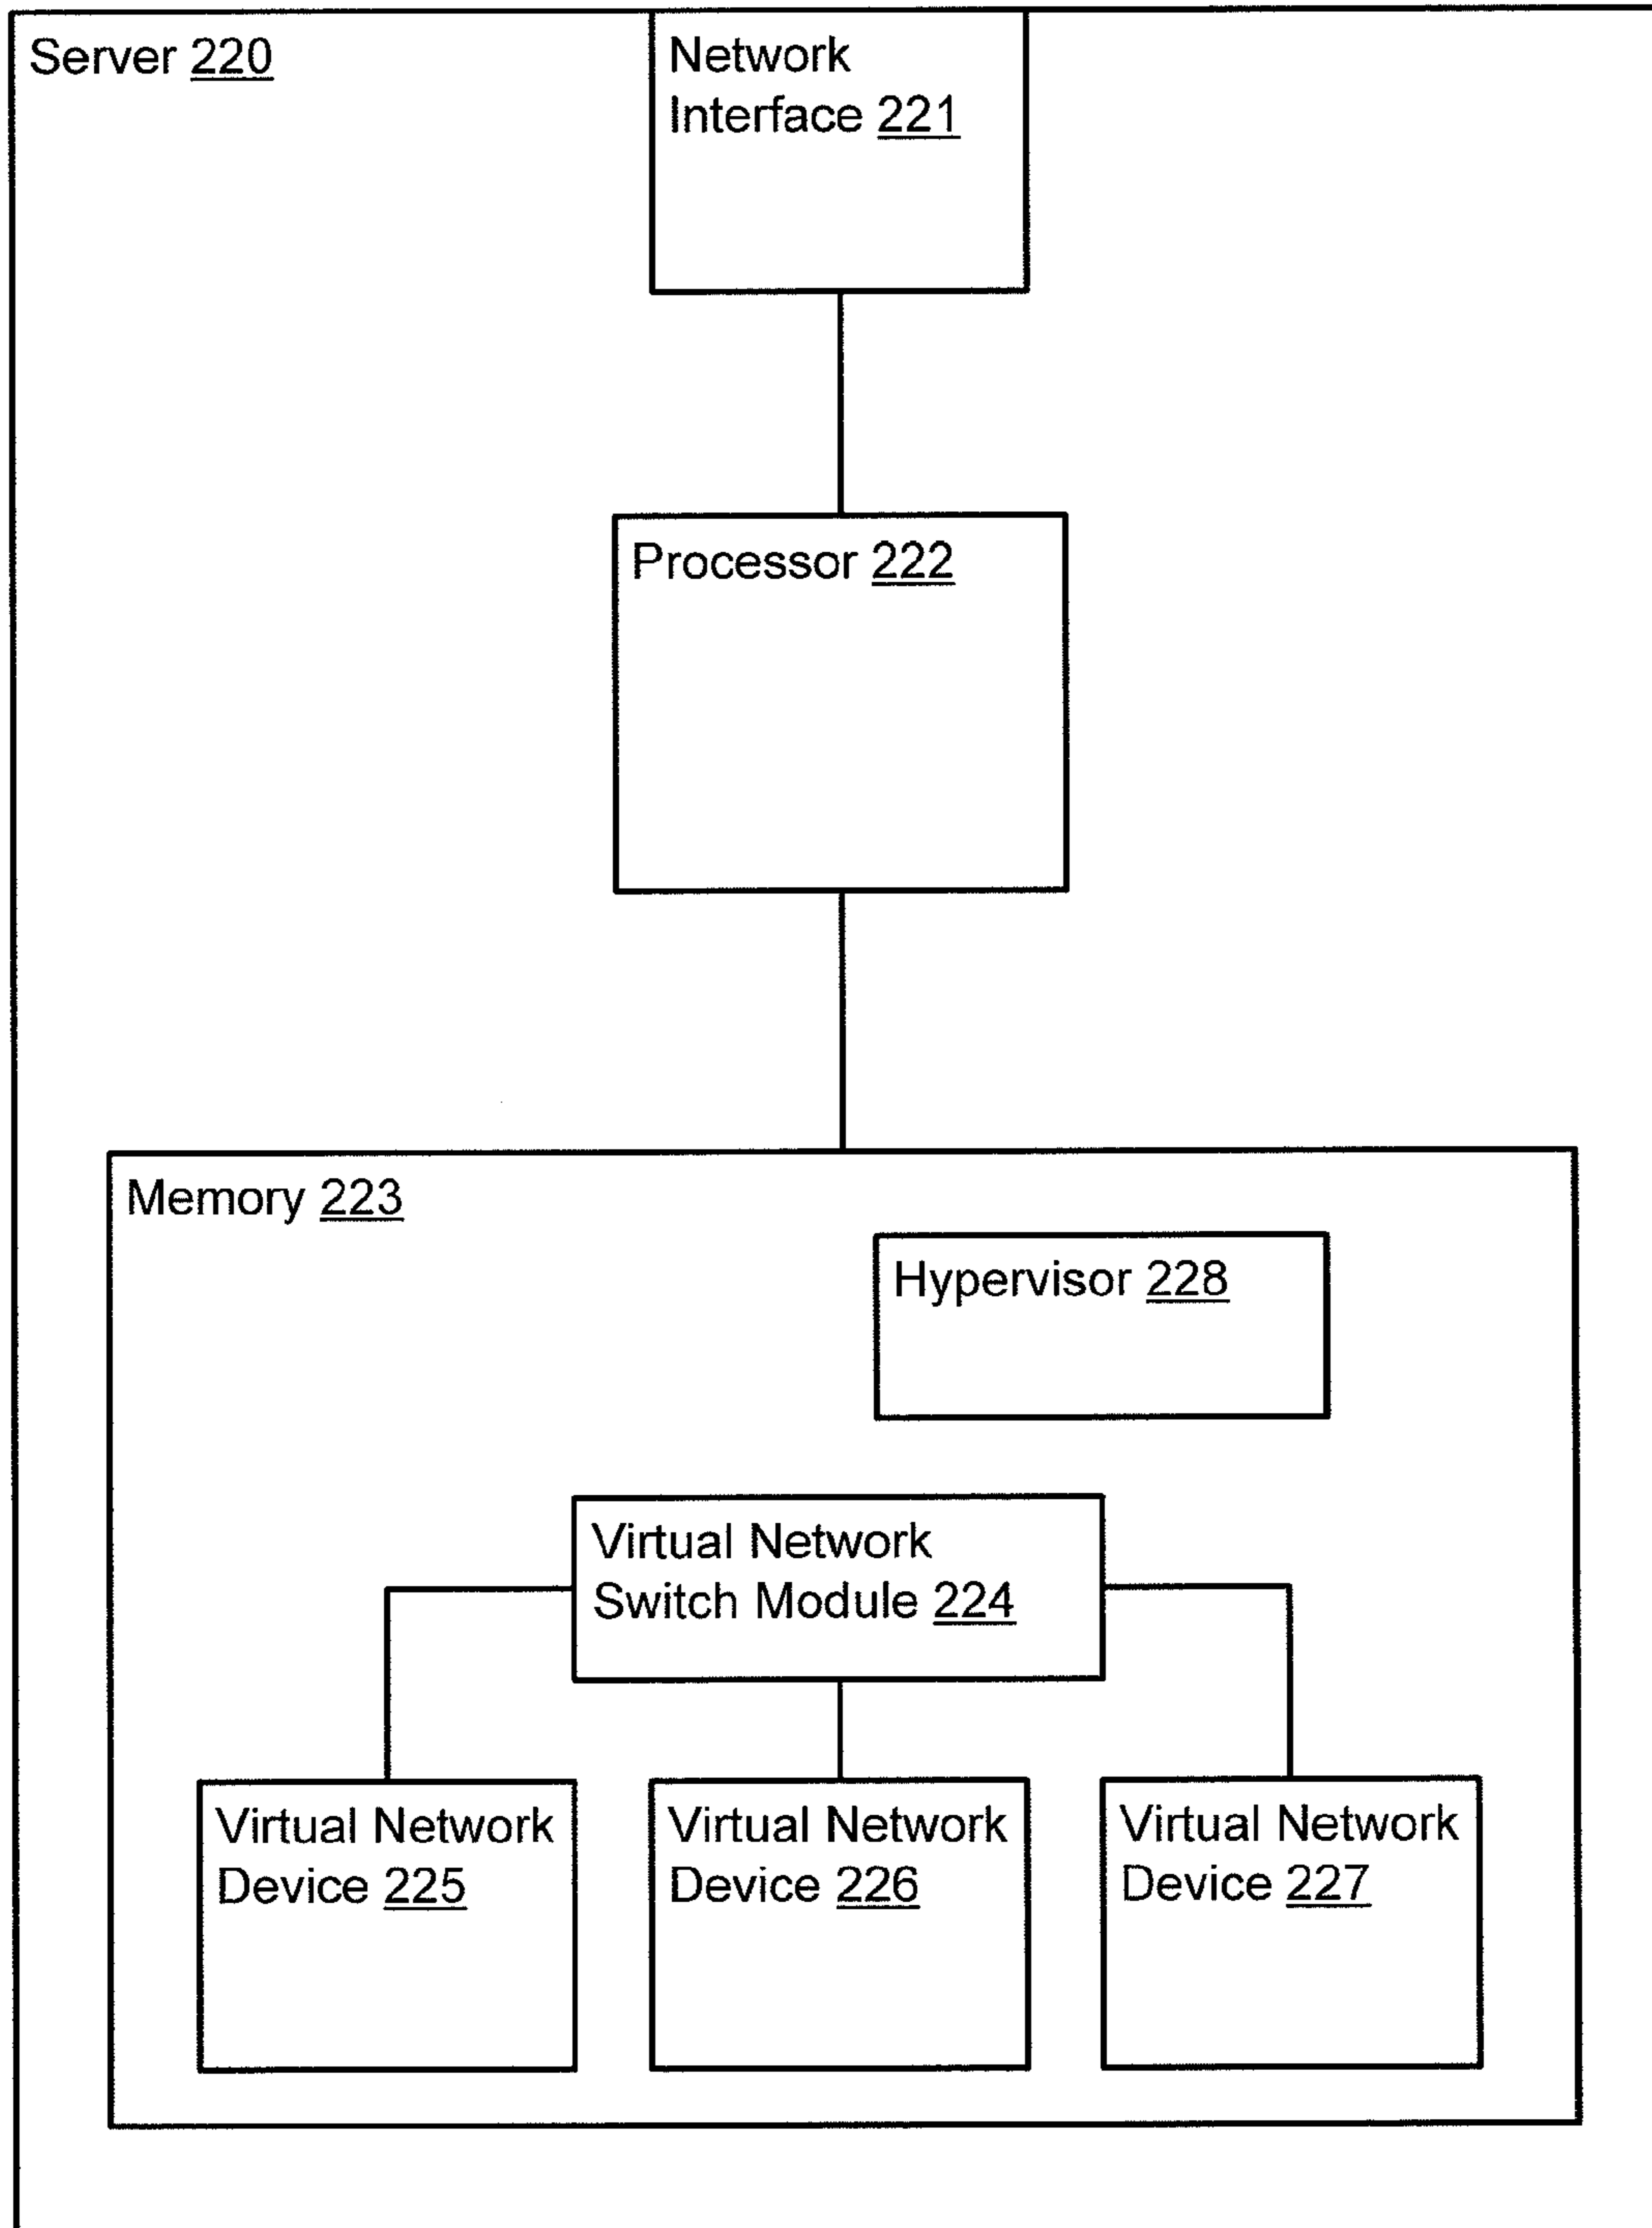 Server 220
Network
Interface 221
Processor 222
Memory 223
Hypervisor 228
Virtual Network
Switch Module 224
Virtual Network
Device 225
Virtual Network
Device 226
Virtual Network
Device 227